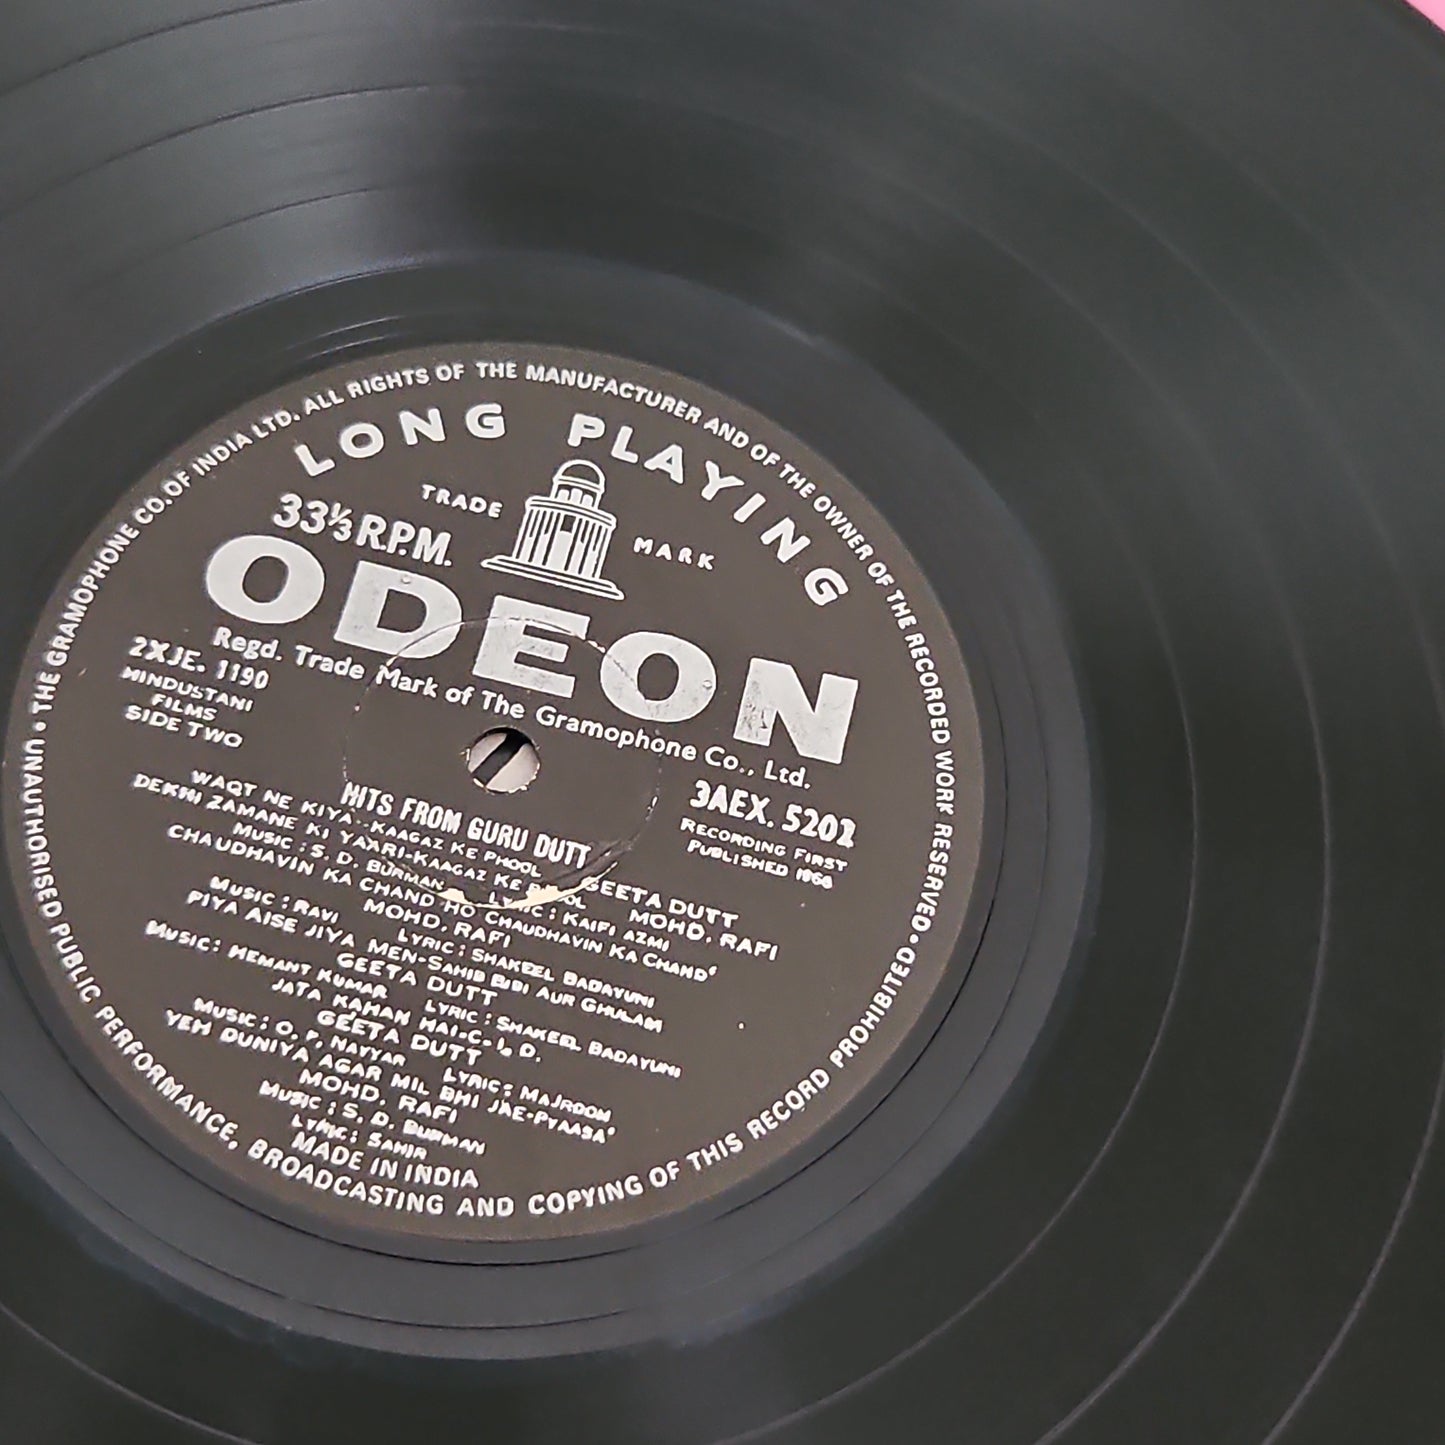 THE GRAMOPHONE CO. OF INDIA LTD. ALL RIGHTS OF THE MANUFACTURER AND OF THE OWNER OF THE RECORDED WORK RESERVED • UNAUTHORISED PUBLIC PERFORMANCE, BROADCASTING AND COPYING OF THIS RECORD PROHIBITED •
LONG PLAYING
TRADE MARK
33⅓ R.P.M.
ODEON
Regd. Trade Mark of The Gramophone Co., Ltd.
2XJE. 1190
HINDUSTANI
FILMS
SIDE TWO
3AEX. 5202
RECORDING FIRST
PUBLISHED 1968
HITS FROM GURU DUTT
WAQT NE KIYA-KAAGAZ KE PHOOL GEETA DUTT
DEKHI ZAMANE KI YAARI-KAAGAZ KE PHOOL MOHD. RAFI
MUSIC: S. D. BURMAN LYRIC: KAIFI AZMI
CHAUDHAVIN KA CHAND HO CHAUDHAVIN KA CHAND'
MOHD. RAFI
MUSIC: RAVI LYRIC: SHAKEEL BADAYUNI
PIYA AISE JIYA MEN-SAHIB BIBI AUR GHULAM
GEETA DUTT
MUSIC: HEMANT KUMAR LYRIC: SHAKEEL BADAYUNI
JATA KAHAN HAI-C-I. D.
GEETA DUTT
MUSIC: O. P. NAYYAR LYRIC: MAJROOH
YEH DUNIYA AGAR MIL BHI JAE-PYAASA'
MOHD. RAFI
MUSIC: S. D. BURMAN
LYRIC: SAHIR
MADE IN INDIA